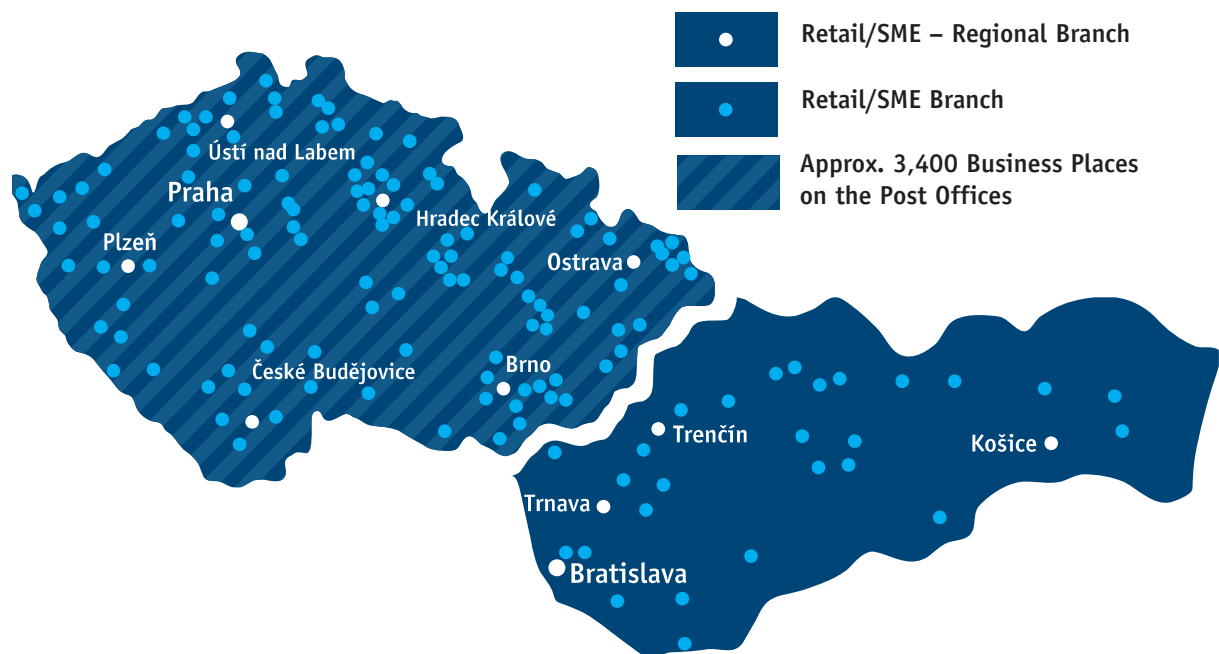 Retail/SME – Regional Branch
Retail/SME Branch
Approx. 3,400 Business Places
on the Post Offices
Ústí nad Labem
Praha
Hradec Králové
Plzeň
Ostrava
České Budějovice
Brno
Trenčín
Košice
Trnava
Bratislava